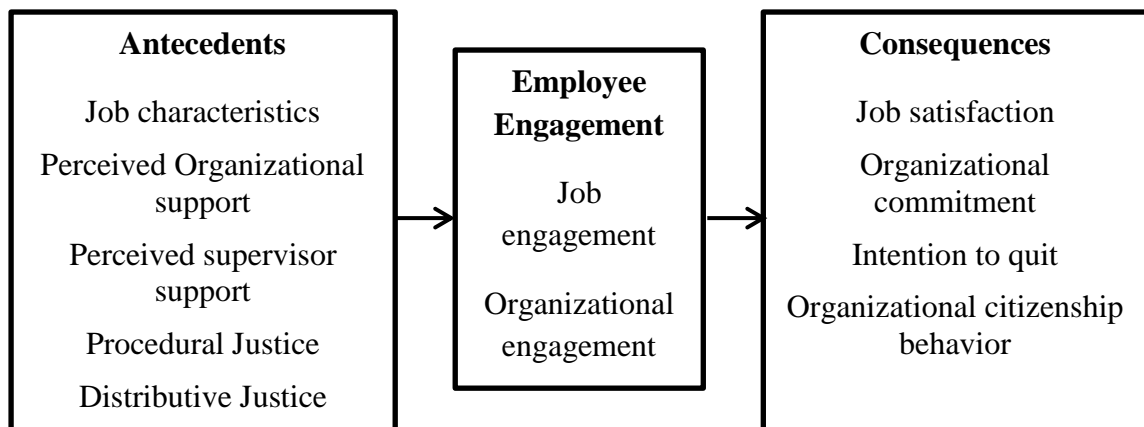 Antecedents
Job characteristics
Perceived Organizational
support
Perceived supervisor
support
Procedural Justice
Distributive Justice
Employee
Engagement
Job
engagement
Organizational
engagement
Consequences
Job satisfaction
Organizational
commitment
Intention to quit
Organizational citizenship
behavior